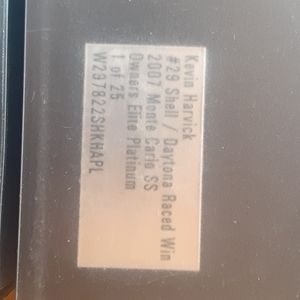 Kevin Harvick
#29 Shell / Daytona Raced Win
2007 Monte Carlo SS
Owners Elite Platinum
1 of 25
W297822SHKHAPL